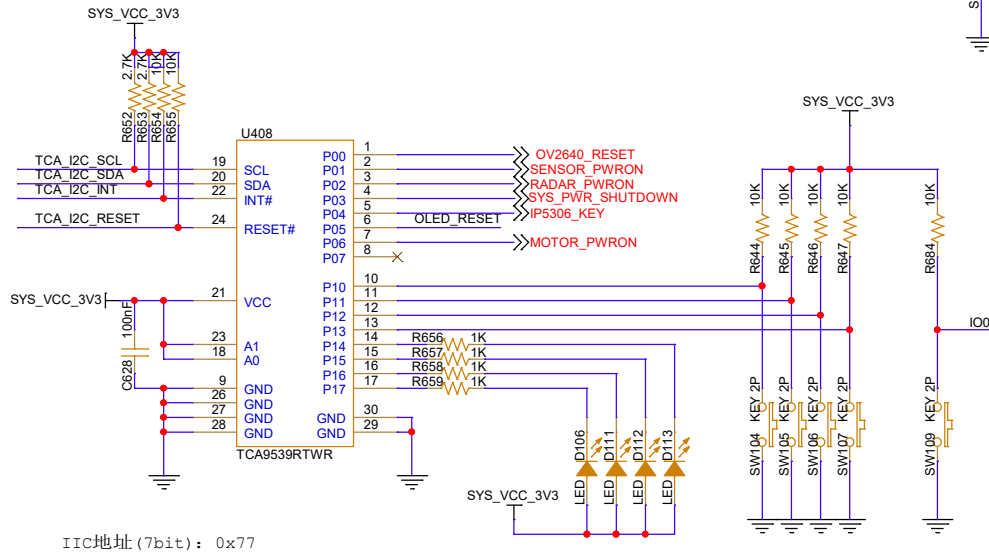 S
SYS_VCC_3V3
2.7K
2.7K
10K
10K
R652
R653
R654
R655
TCA_I2C_SCL
TCA_I2C_SDA
TCA_I2C_INT
TCA_I2C_RESET
19
20
22
24
U408
SCL
SDA
INT#
RESET#
P00
P01
P02
P03
P04
P05
P06
P07
1
2
3
4
5
6
7
8
OV2640_RESET
SENSOR_PWRON
RADAR_PWRON
SYS_PWR_SHUTDOWN
IP5306_KEY
OLED_RESET
MOTOR_PWRON
SYS_VCC_3V3
100nF
C628
21
23
18
9
26
27
28
VCC
A1
A0
GND
GND
GND
GND
P10
P11
P12
P13
P14
P15
P16
P17
GND
GND
10
11
12
13
14
15
16
17
30
29
TCA9539RTWR
R656 1K
R657 1K
R658 1K
R659 1K
D106
D111
D112
D113
LED
LED
LED
LED
SYS_VCC_3V3
SYS_VCC_3V3
10K
10K
10K
10K
10K
R644
R645
R646
R647
R684
IO0
KEY 2P
KEY 2P
KEY 2P
KEY 2P
KEY 2P
SW104
SW105
SW106
SW107
SW109
IIC地址(7bit): 0x77